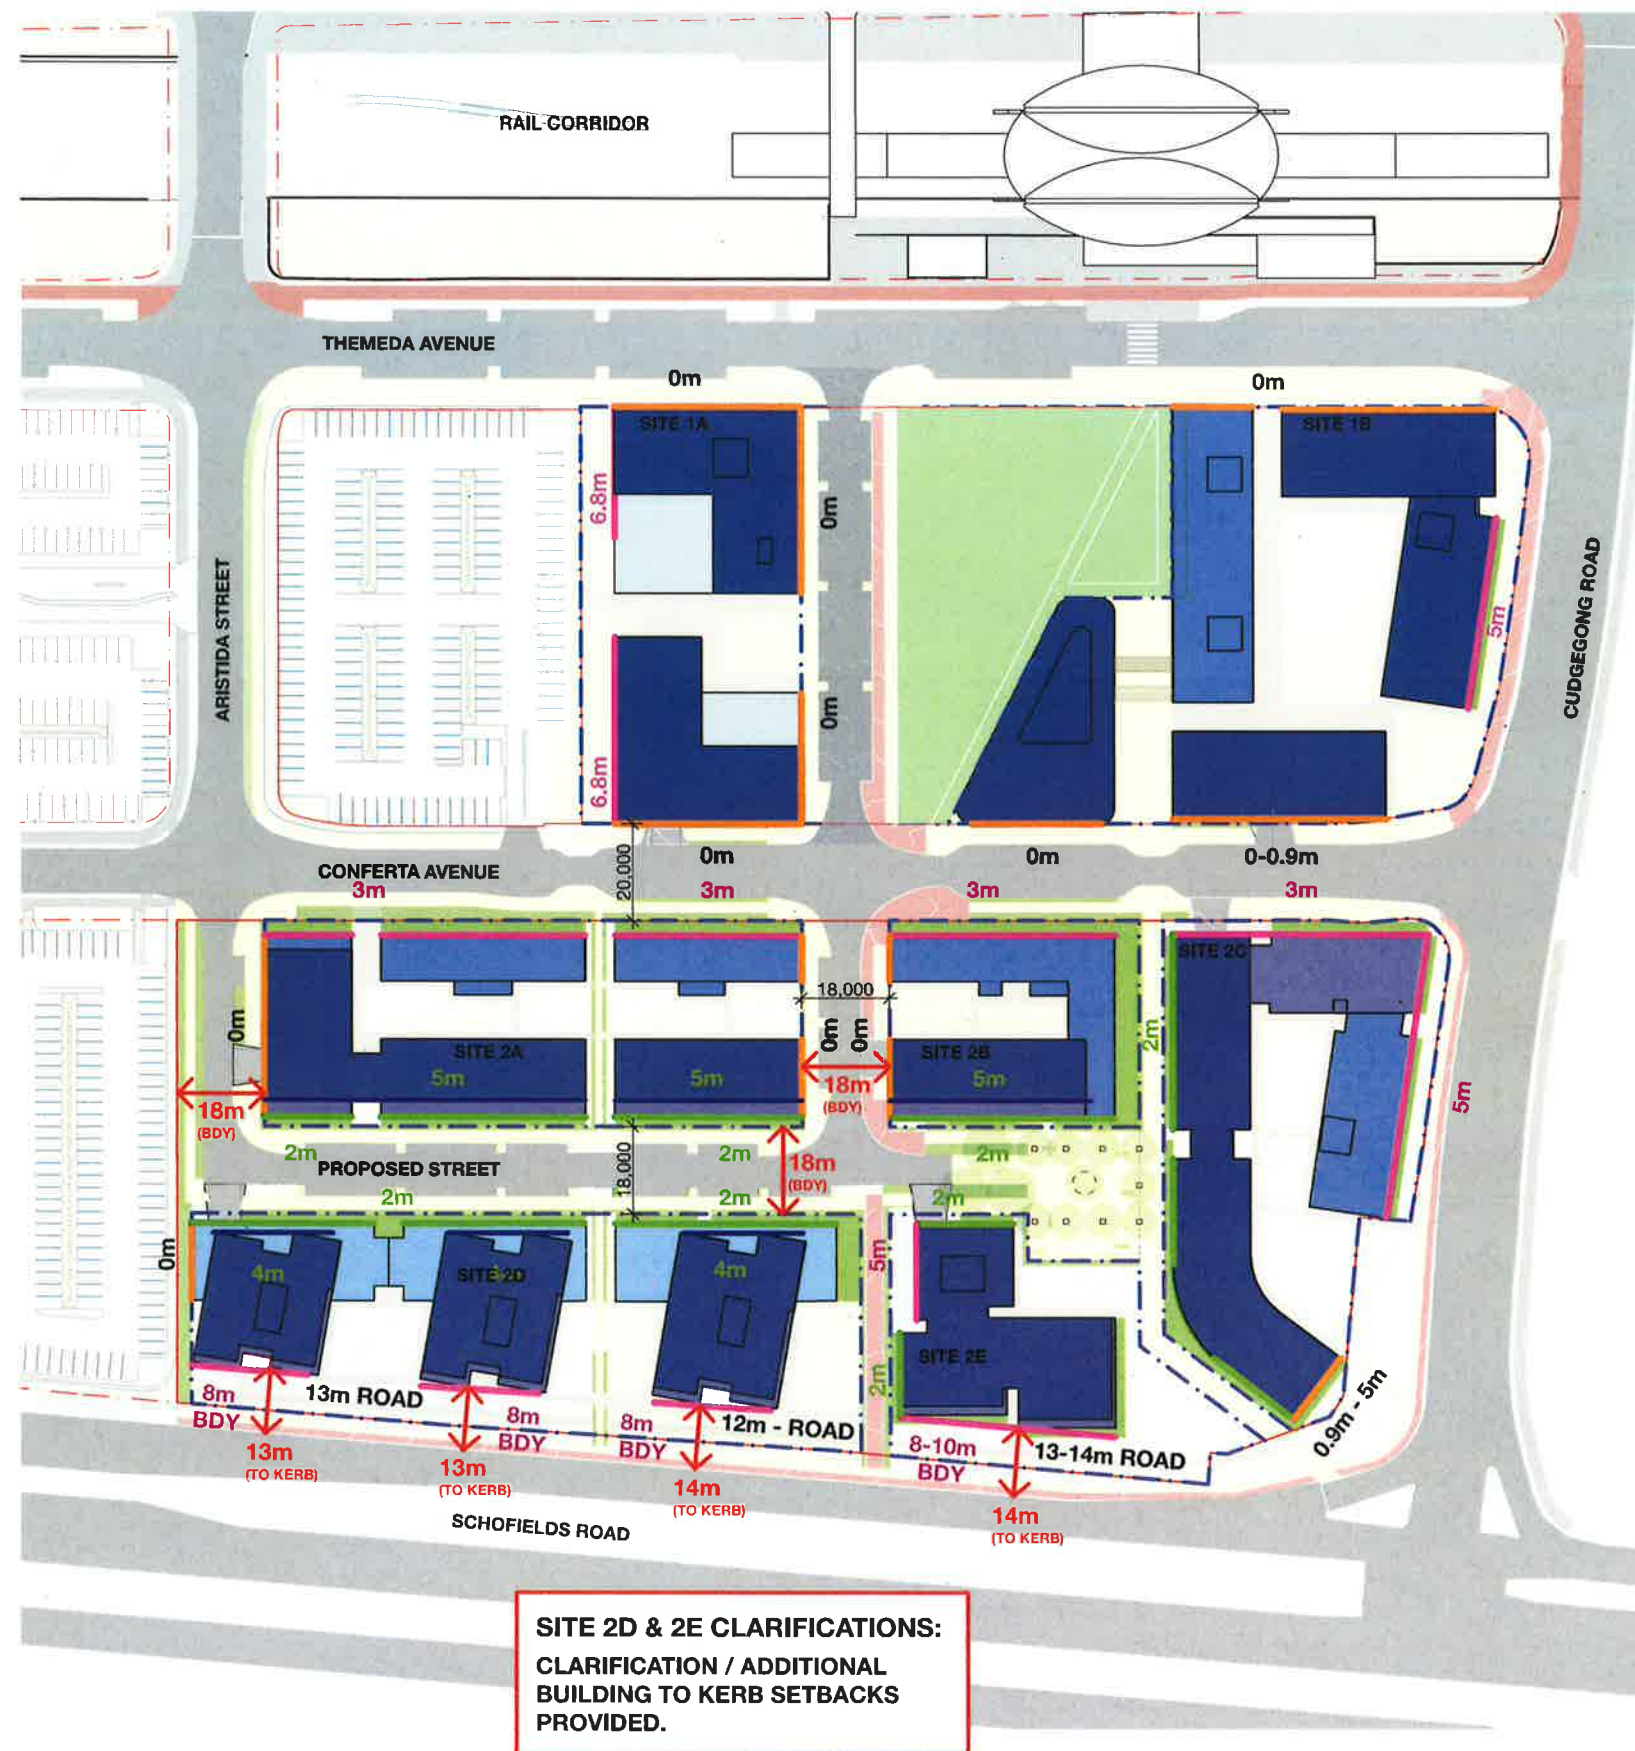 RAIL CORRIDOR
THEMEDA AVENUE
0m
0m
SITE 1A
SITE 1B
6.8m
0m
ARISTIDA STREET
CUDGEGONG ROAD
5m
0m
6.8m
0m
0m
0-0.9m
CONFERTA AVENUE
20,000
3m
3m
3m
3m
SITE 2C
18,000
0m
0m
0m
2m
SITE 2A
SITE 2B
5m
5m
5m
18m
(BDY)
5m
18m
(BDY)
2m
2m
2m
PROPOSED STREET
18,000
18m
(BDY)
2m
2m
2m
0m
5m
4m
SITE 2D
4m
SITE 2E
2m
8m
BDY
13m ROAD
8m
BDY
8m
BDY
12m - ROAD
8-10m
BDY
13-14m ROAD
0.9m - 5m
13m
(TO KERB)
13m
(TO KERB)
14m
(TO KERB)
14m
(TO KERB)
SCHOFIELDS ROAD
SITE 2D & 2E CLARIFICATIONS:
CLARIFICATION / ADDITIONAL
BUILDING TO KERB SETBACKS
PROVIDED.